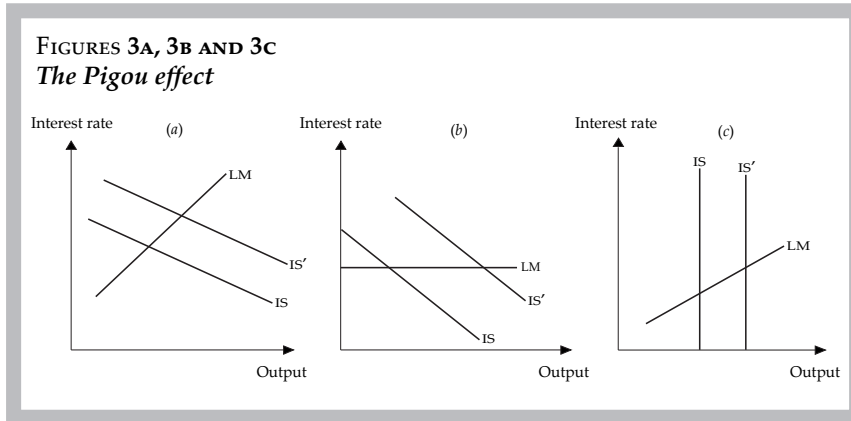 FIGURES 3A, 3B AND 3C
The Pigou effect
Interest rate
(a)
LM
IS′
IS
Output
Interest rate
(b)
LM
IS′
IS
Output
Interest rate
(c)
IS
IS′
LM
Output